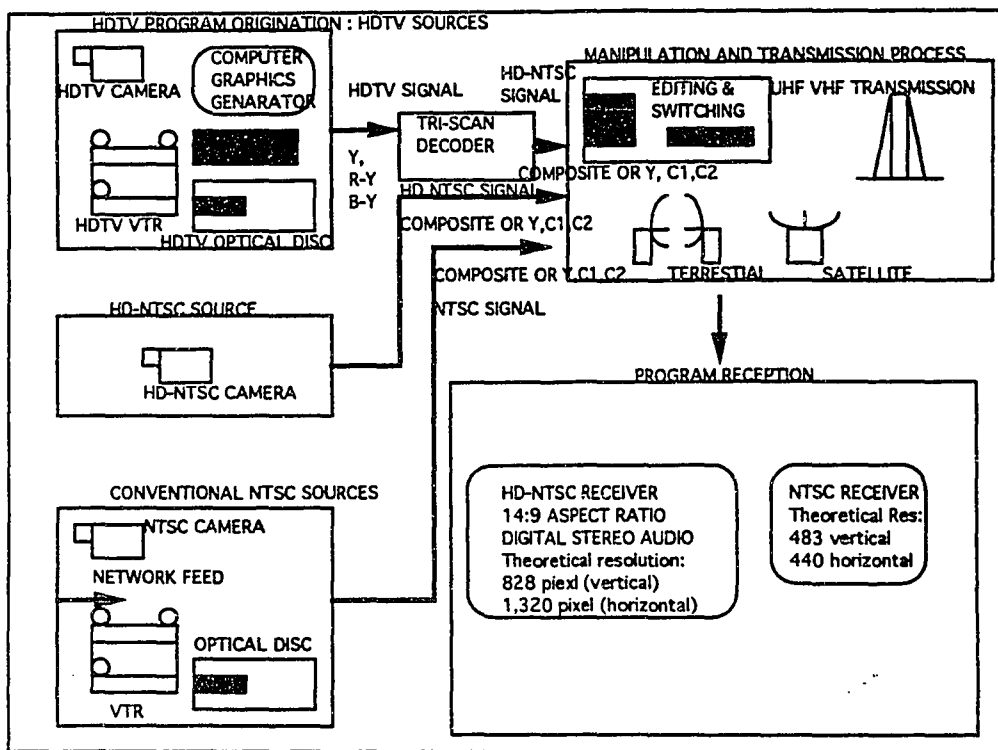 HDTV PROGRAM ORIGINATION : HDTV SOURCES
HDTV CAMERA
COMPUTER
GRAPHICS
GENARATOR
HDTV VTR
HDTV OPTICAL DISC
HDTV SIGNAL
Y,
R-Y
B-Y
TRI-SCAN
DECODER
HD-NTSC
SIGNAL
MANIPULATION AND TRANSMISSION PROCESS
EDITING &
SWITCHING
UHF VHF TRANSMISSION
COMPOSITE OR Y, C1,C2
HD-NTSC SIGNAL
COMPOSITE OR Y,C1,C2
COMPOSITE OR Y,C1,C2
NTSC SIGNAL
TERRESTIAL
SATELLITE
HD-NTSC SOURCE
HD-NTSC CAMERA
PROGRAM RECEPTION
HD-NTSC RECEIVER
14:9 ASPECT RATIO
DIGITAL STEREO AUDIO
Theoretical resolution:
828 piexl (vertical)
1,320 pixel (horizontal)
NTSC RECEIVER
Theoretical Res:
483 vertical
440 horizontal
CONVENTIONAL NTSC SOURCES
NTSC CAMERA
NETWORK FEED
OPTICAL DISC
VTR